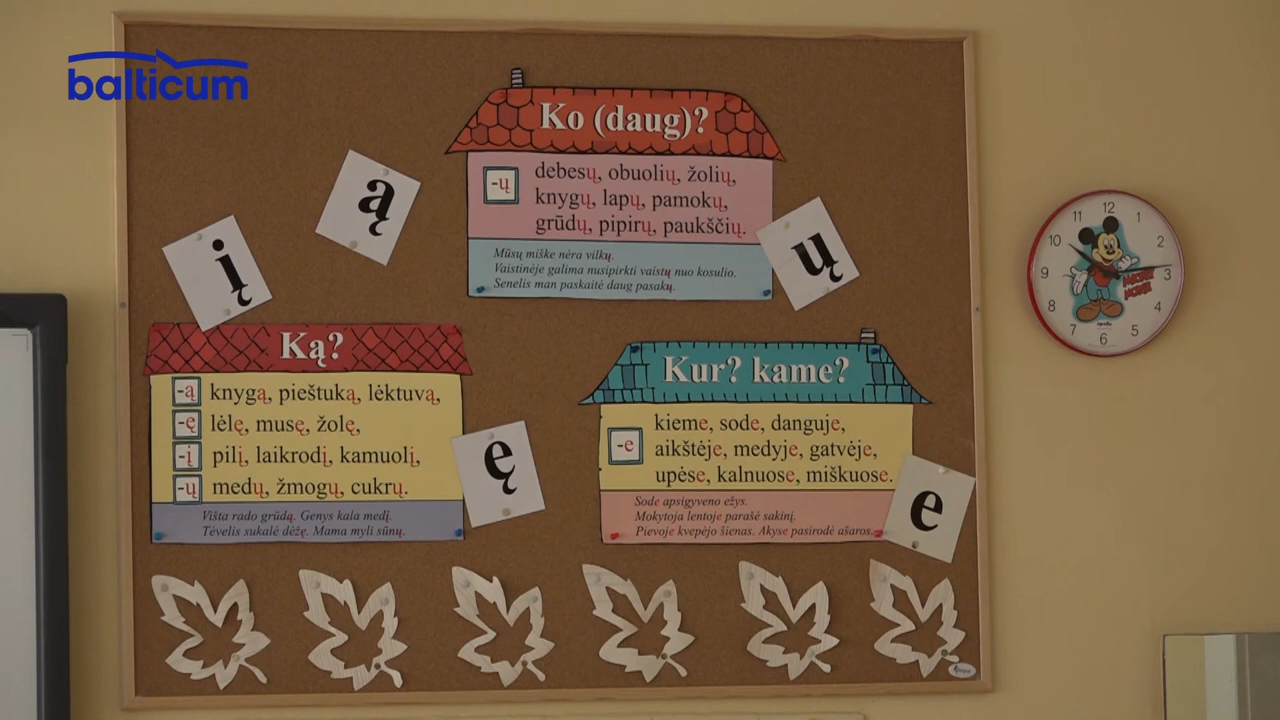 balticum
Ko (daug)?
-ų
debesų, obuolių, žolių,
knygų, lapų, pamokų,
grūdų, pipirų, paukščių.
Mūsų miške nėra vilkų.
Vaistinėje galima nusipirkti vaistų nuo kosulio.
Senelis man paskaitė daug pasakų.
į
ą
ų
Ką?
-ą knygą, pieštuką, lėktuvą,
-ę lėlę, musę, žolę,
-į pilį, laikrodį, kamuolį,
-ų medų, žmogų, cukrų.
Višta rado grūdą. Genys kala medį.
Tėvelis sukalė dėžę. Mama myli sūnų.
ę
Kur? kame?
-e
kieme, sode, danguje,
aikštėje, medyje, gatvėje,
upėse, kalnuose, miškuose.
Sode apsigyveno ežys.
Mokytoja lentoje parašė sakinį.
Pievoje kvepėjo šienas. Akyse pasirodė ašaros.
e
12
1
2
3
4
5
6
7
8
9
10
11
MICKEY
MOUSE